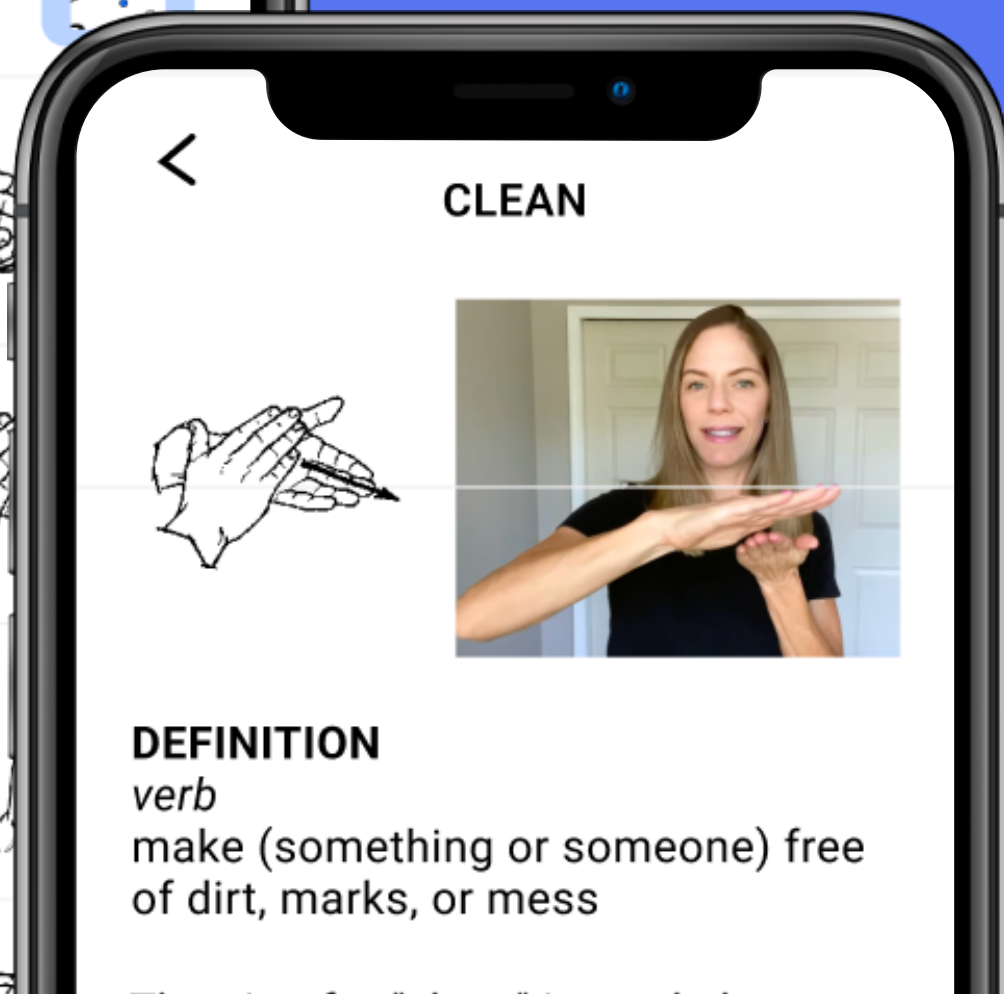 CLEAN
DEFINITION
verb
make (something or someone) free
of dirt, marks, or mess